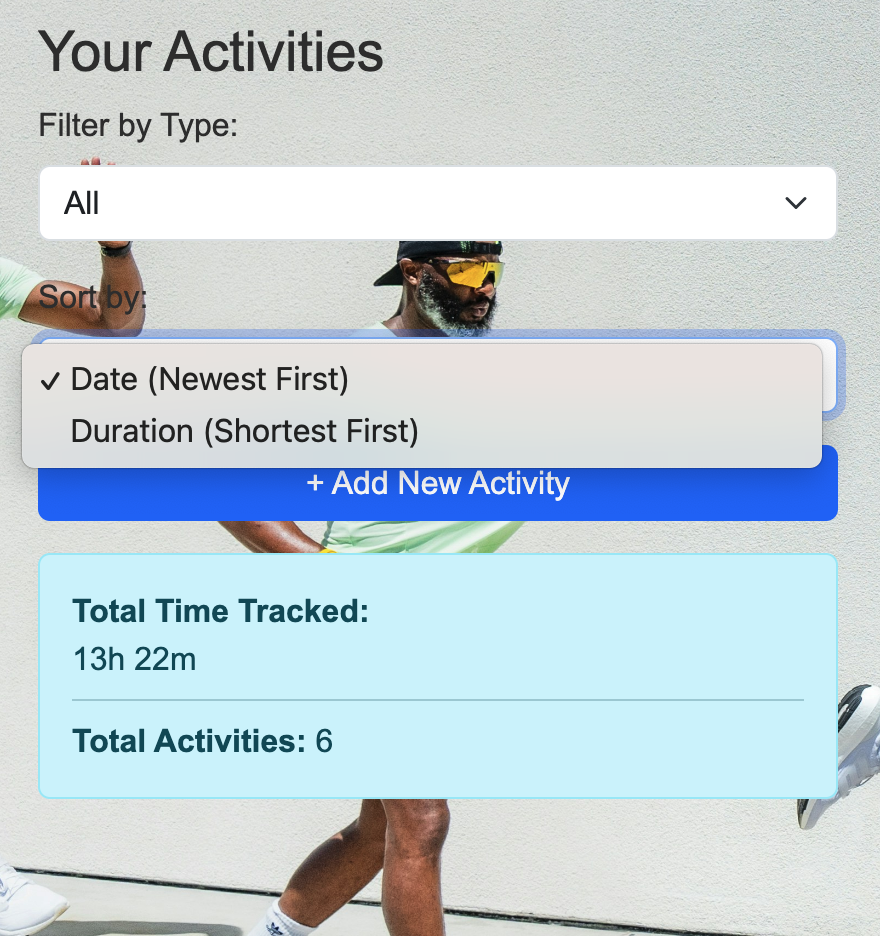 Your Activities
Filter by Type:
All
Sort by:
✓ Date (Newest First)
Duration (Shortest First)
+ Add New Activity
Total Time Tracked:
13h 22m
Total Activities: 6